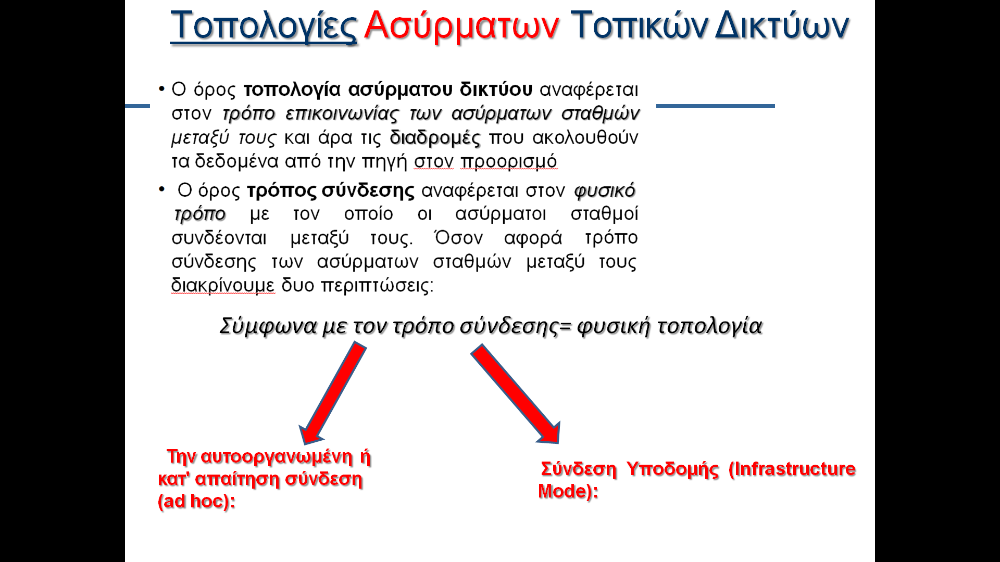 Τοπολογίες Ασύρματων Τοπικών Δικτύων
• Ο όρος τοπολογία ασύρματου δικτύου αναφέρεται
στον τρόπο επικοινωνίας των ασύρματων σταθμών
μεταξύ τους και άρα τις διαδρομές που ακολουθούν
τα δεδομένα από την πηγή στον προορισμό
• Ο όρος τρόπος σύνδεσης αναφέρεται στον φυσικό
τρόπο με τον οποίο οι ασύρματοι σταθμοί
συνδέονται μεταξύ τους. Όσον αφορά τρόπο
σύνδεσης των ασύρματων σταθμών μεταξύ τους
διακρίνουμε δυο περιπτώσεις:
Σύμφωνα με τον τρόπο σύνδεσης= φυσική τοπολογία
Την αυτοοργανωμένη ή
κατ' απαίτηση σύνδεση
(ad hoc):
Σύνδεση Υποδομής (Infrastructure
Mode):